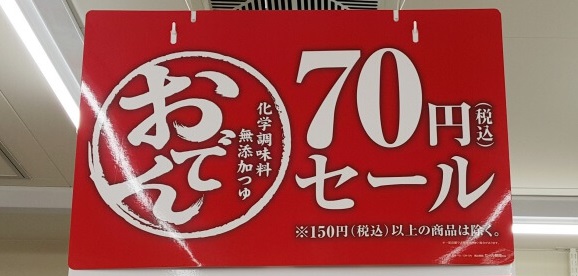 おでん
化学調味料
無添加つゆ
70円(税込)
セール
※150円(税込)以上の商品は除く。